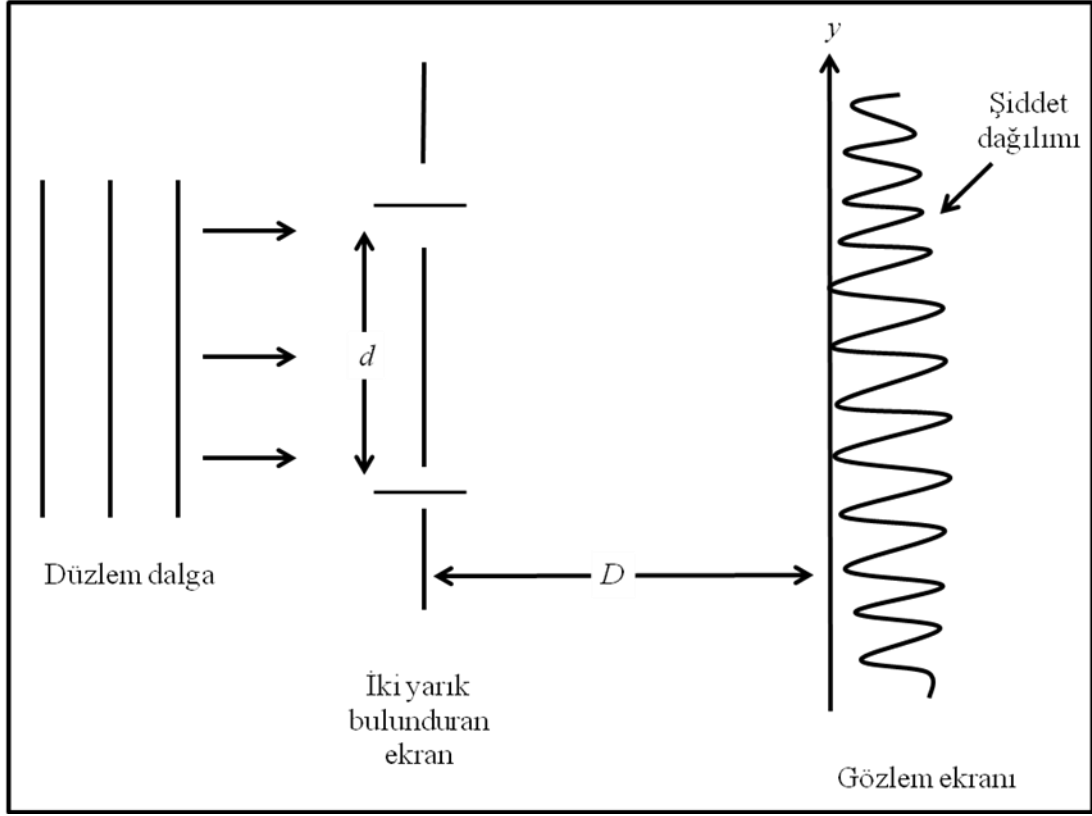 y
Şiddet
dağılımı
d
Düzlem dalga
D
İki yarık
bulunduran
ekran
Gözlem ekranı